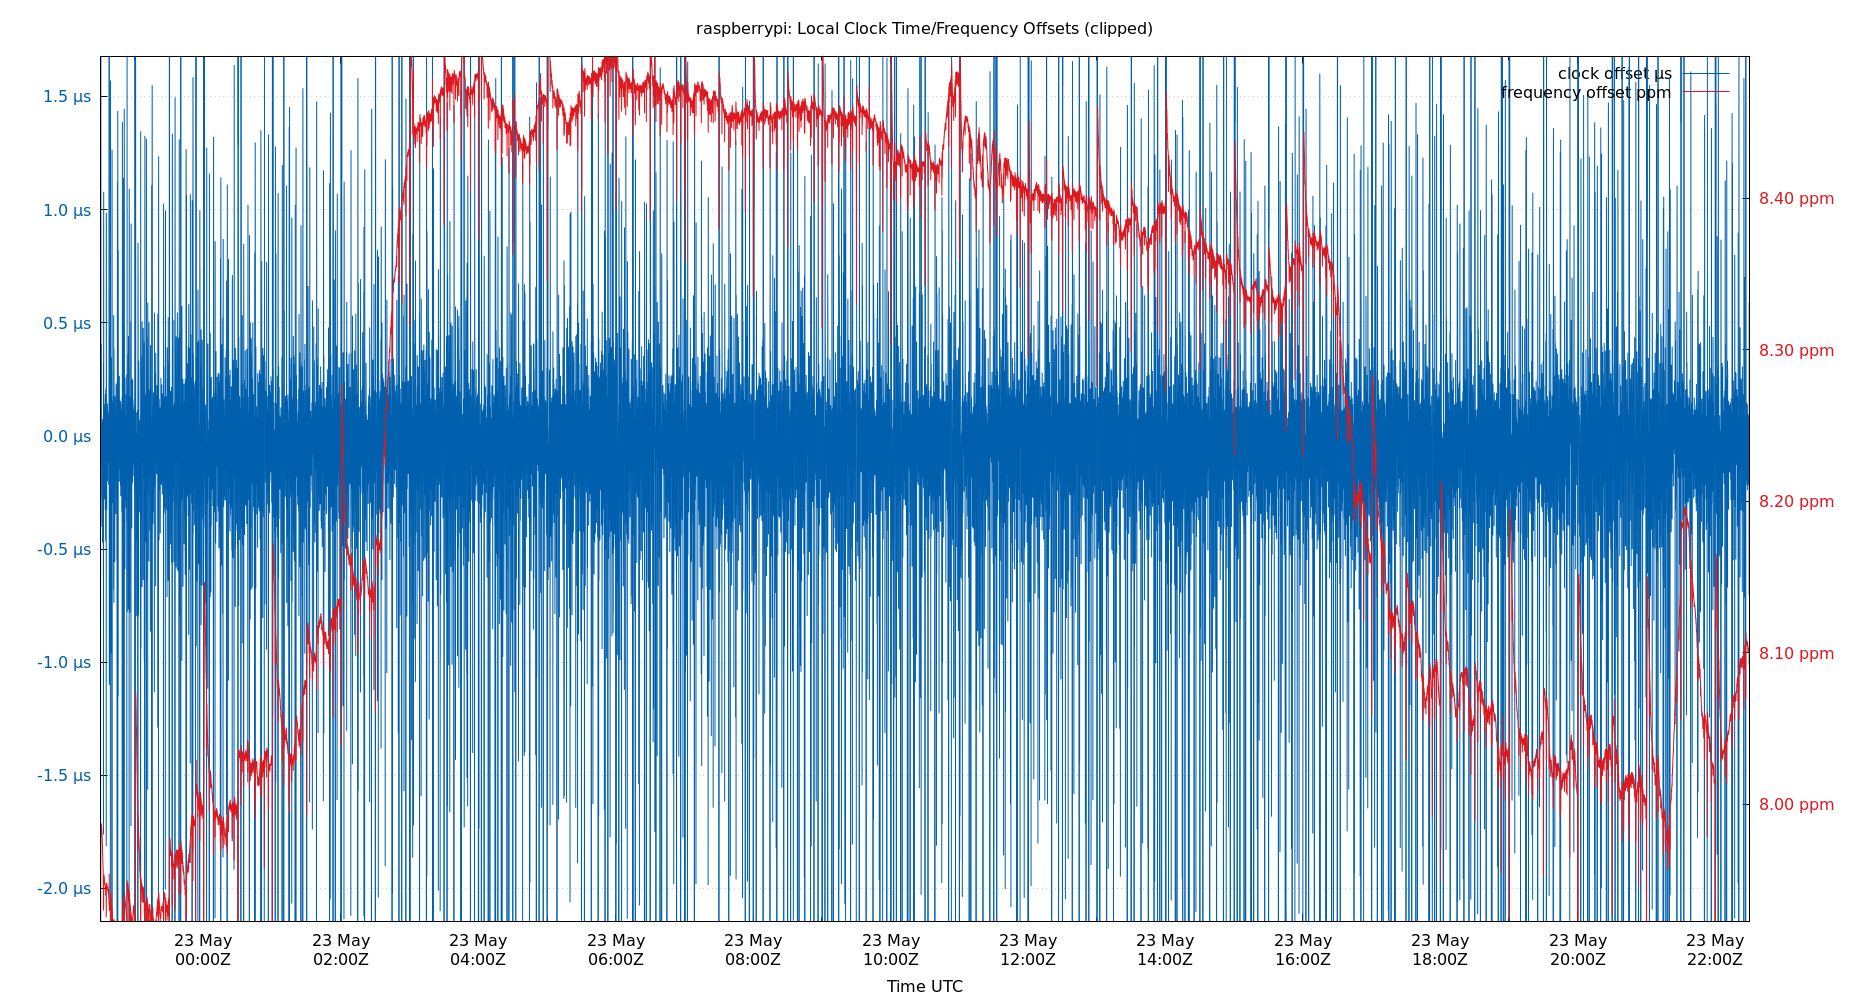 raspberrypi: Local Clock Time/Frequency Offsets (clipped)
clock offset µs
frequency offset ppm
1.5 µs
1.0 µs
0.5 µs
0.0 µs
-0.5 µs
-1.0 µs
-1.5 µs
-2.0 µs
8.40 ppm
8.30 ppm
8.20 ppm
8.10 ppm
8.00 ppm
23 May 23 May 23 May 23 May 23 May 23 May 23 May 23 May 23 May 23 May 23 May 23 May
00:00Z 02:00Z 04:00Z 06:00Z 08:00Z 10:00Z 12:00Z 14:00Z 16:00Z 18:00Z 20:00Z 22:00Z
Time UTC